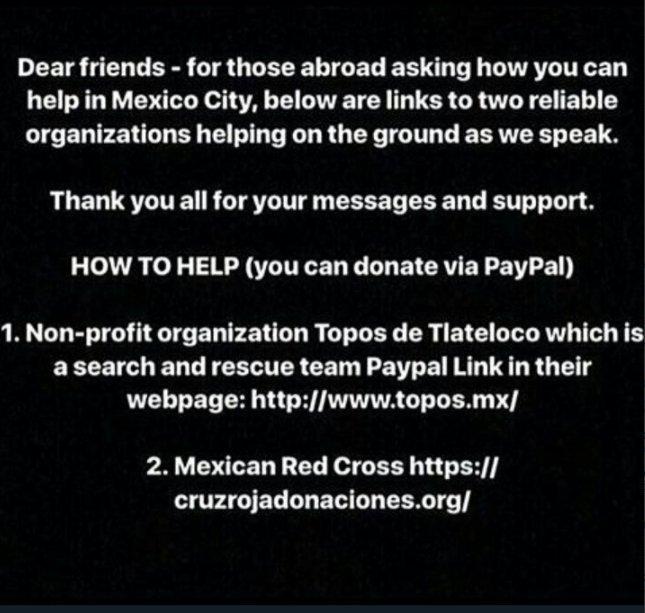 Dear friends - for those abroad asking how you can
help in Mexico City, below are links to two reliable
organizations helping on the ground as we speak.
Thank you all for your messages and support.
HOW TO HELP (you can donate via PayPal)
1. Non-profit organization Topos de Tlateloco which is
a search and rescue team Paypal Link in their
webpage: http://www.topos.mx/
2. Mexican Red Cross https://
cruzrojadonaciones.org/